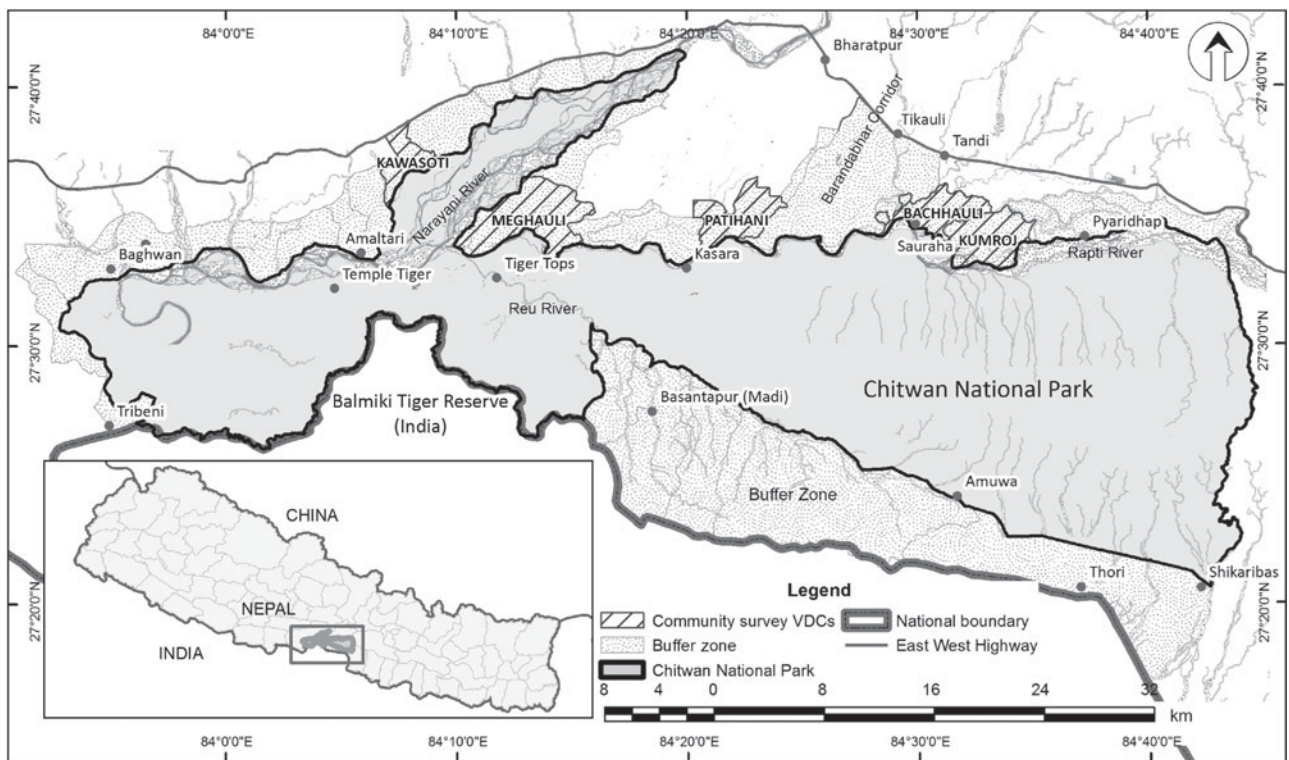 84°0'0"E
84°10'0"E
84°20'0"E
84°30'0"E
84°40'0"E
27°40'0"N
27°40'0"N
Bharatpur
Barandabhar Corridor
Tikauli
Tandi
KAWASOTI
Narayani River
MEGHAULI
PATIHANI
BACHHAULI
KUMROJ
Pyaridhap
Baghwan
Amaltari
Sauraha
Rapti River
Temple Tiger
Tiger Tops
Kasara
Reu River
27°30'0"N
27°30'0"N
Chitwan National Park
Balmiki Tiger Reserve
(India)
Basantapur (Madi)
Tribeni
Buffer Zone
Amuwa
Thori
Shikaribas
27°20'0"N
27°20'0"N
CHINA
NEPAL
INDIA
Legend
Community survey VDCs
National boundary
Buffer zone
East West Highway
Chitwan National Park
8 4 0 8 16 24 32
km
84°0'0"E
84°10'0"E
84°20'0"E
84°30'0"E
84°40'0"E